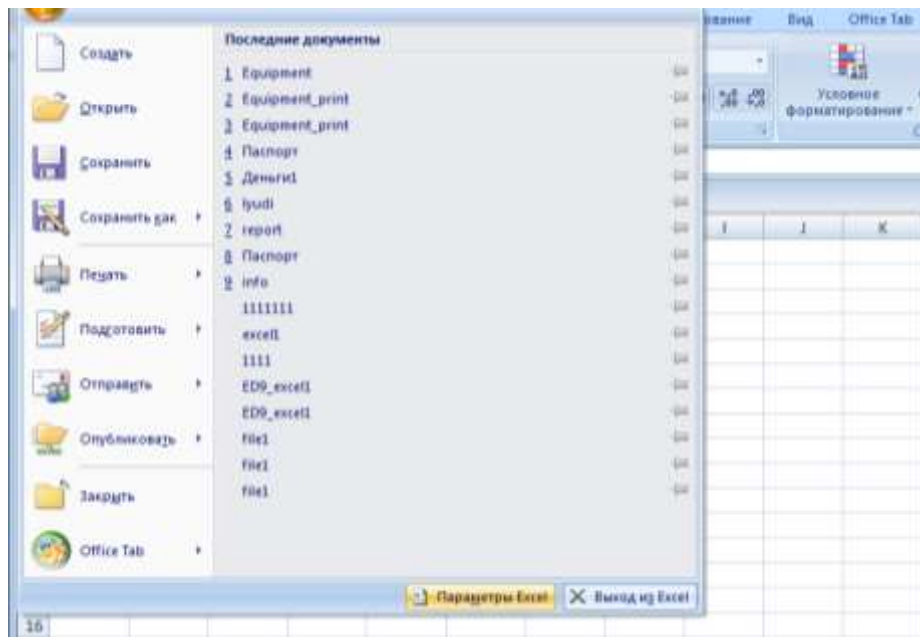 Создать
Открыть
Сохранить
Сохранить как
Печать
Подготовить
Отправить
Опубликовать
Закрыть
Office Tab
Последние документы
1 Equipment
2 Equipment_print
3 Equipment_print
4 Паспорт
5 Деньги1
6 lyudi
7 report
8 Паспорт
9 info
1111111
excel1
1111
ED9_excel1
ED9_excel1
file1
file1
file1
Параметры Excel
Выход из Excel
Вид
Office Tab
Условное
форматирование
I J K
16